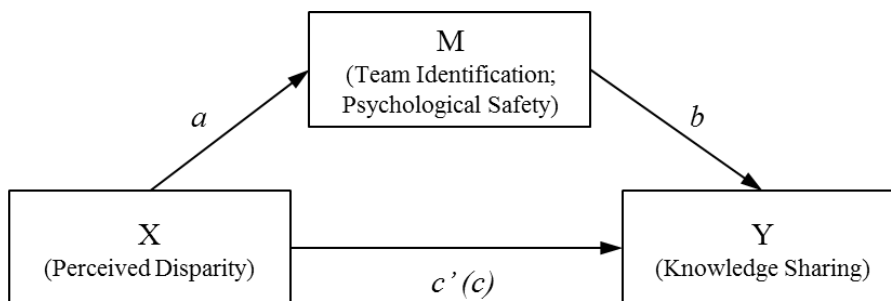 M
(Team Identification;
Psychological Safety)
a
b
X
(Perceived Disparity)
Y
(Knowledge Sharing)
c’ (c)